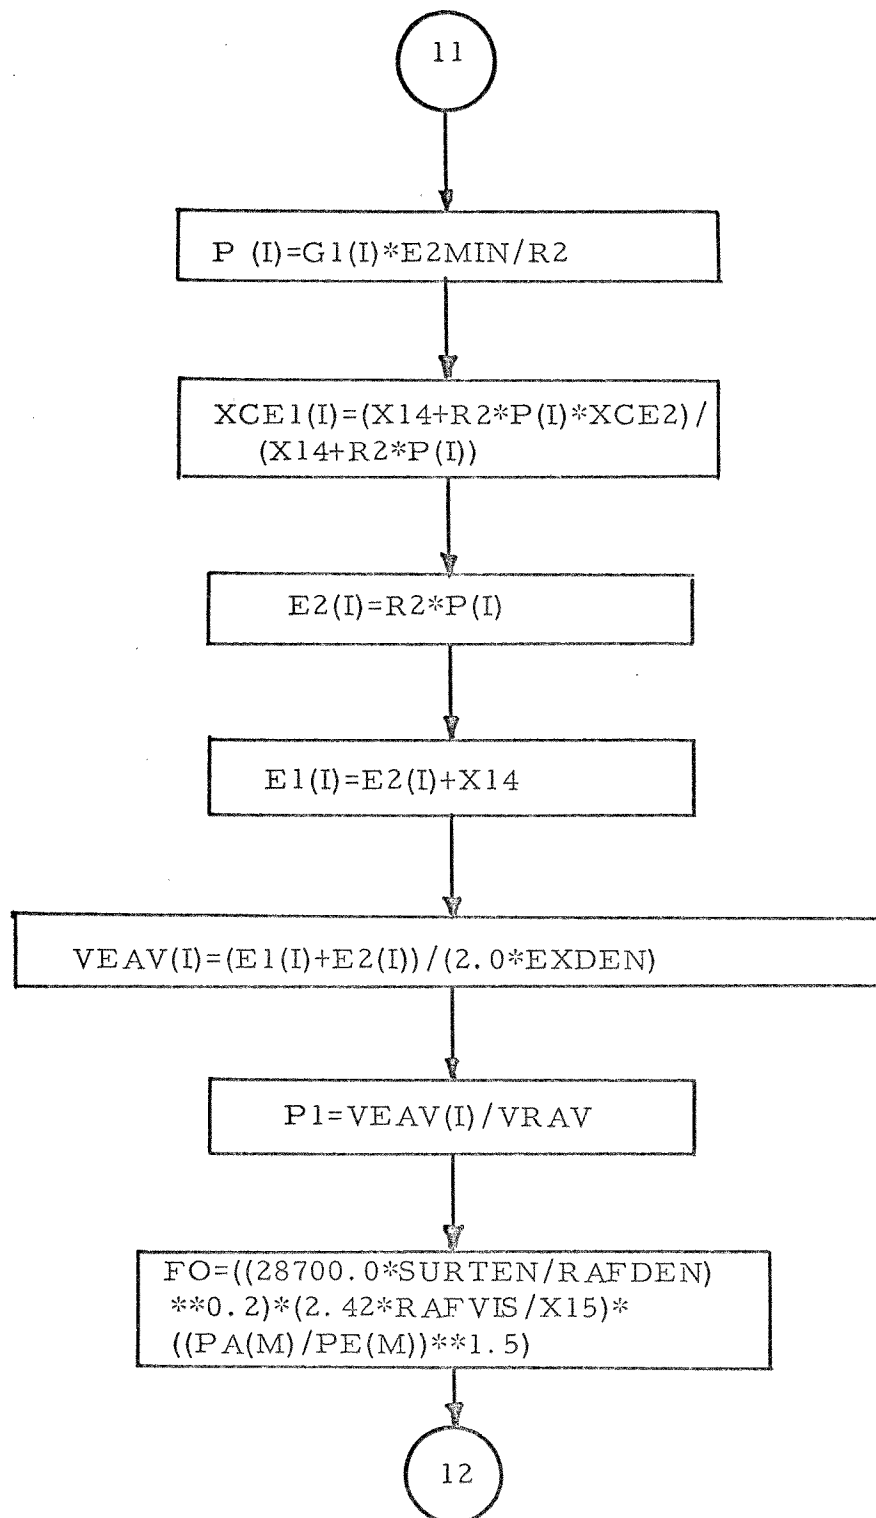 11
P (I)=G1(I)*E2MIN/R2
XCE1(I)=(X14+R2*P(I)*XCE2)/
(X14+R2*P(I))
E2(I)=R2*P(I)
E1(I)=E2(I)+X14
VEAV(I)=(E1(I)+E2(I))/(2.0*EXDEN)
P1=VEAV(I)/VRAV
FO=((28700.0*SURTEN/RAFDEN)
**0.2)*(2.42*RAFVIS/X15)*
((PA(M)/PE(M))**1.5)
12